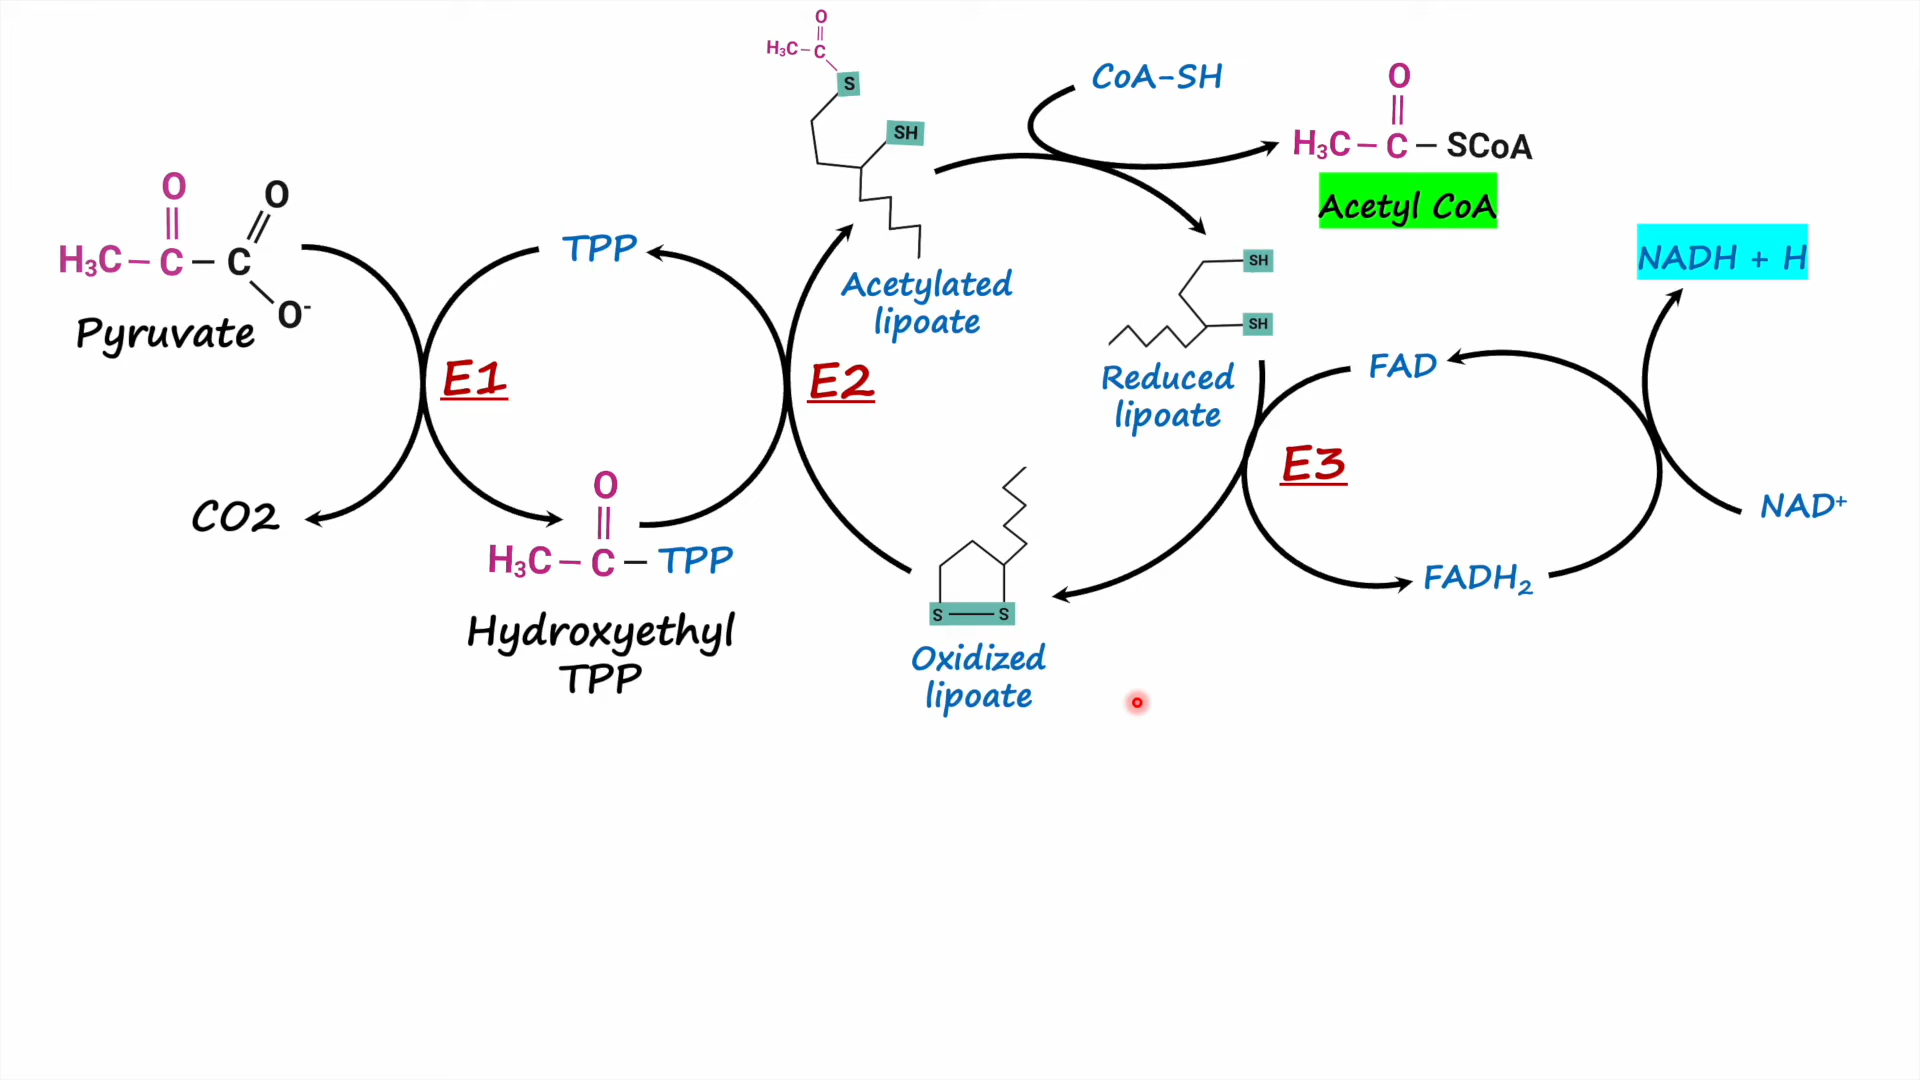 O
H₃C–C
S
SH
Acetylated
lipoate
CoA-SH
O
H₃C–C–SCoA
Acetyl CoA
O
O
H₃C–C–C
O⁻
Pyruvate
TPP
E1
E2
CO2
O
H₃C–C–TPP
Hydroxyethyl
TPP
SH
SH
Reduced
lipoate
FAD
NADH + H
E3
NAD⁺
FADH₂
S S
Oxidized
lipoate